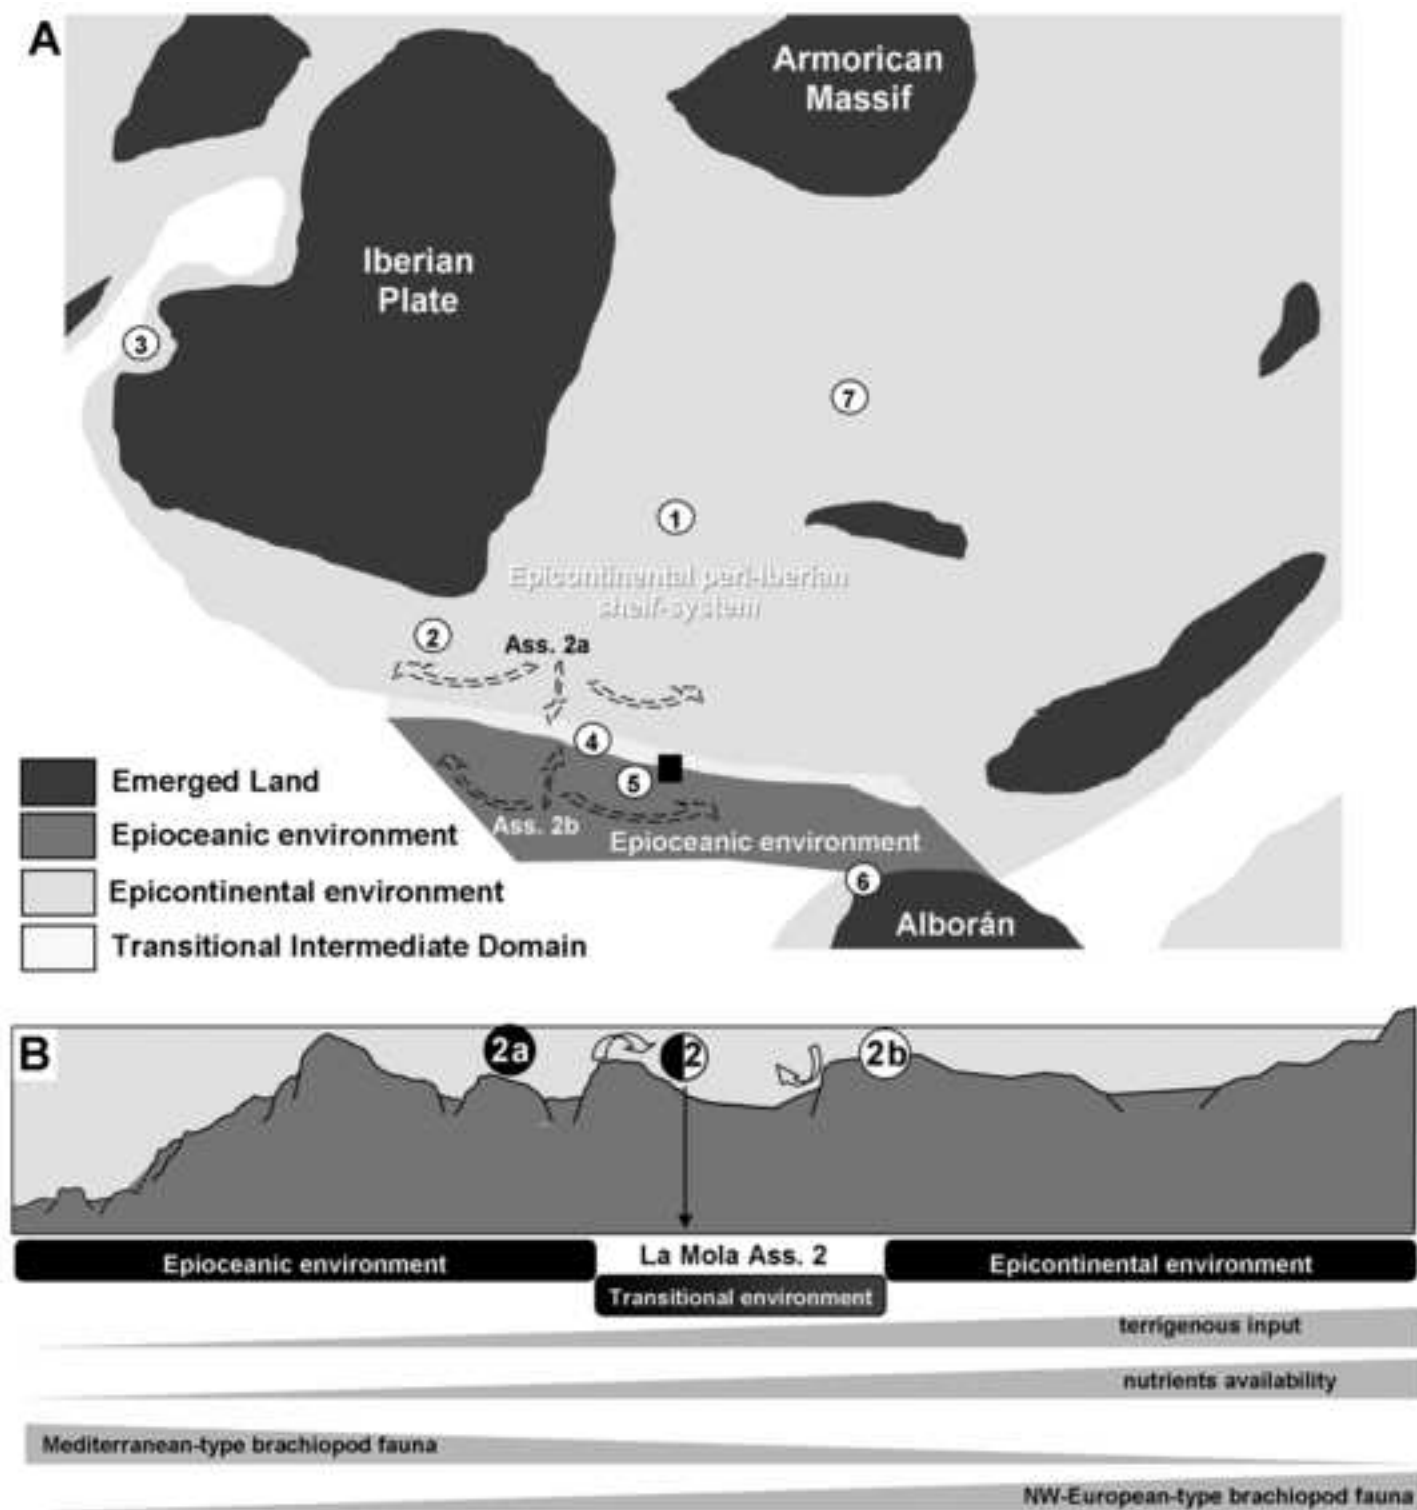 A
Armorican
Massif
Iberian
Plate
3
7
1
Epicontinental peri-Iberian
shelf-system
2
Ass. 2a
4
5
Ass. 2b
Epioceanic environment
6
Alborán
Emerged Land
Epioceanic environment
Epicontinental environment
Transitional Intermediate Domain
B
2a
2
2b
Epioceanic environment
La Mola Ass. 2
Epicontinental environment
Transitional environment
terrigenous input
nutrients availability
Mediterranean-type brachiopod fauna
NW-European-type brachiopod fauna